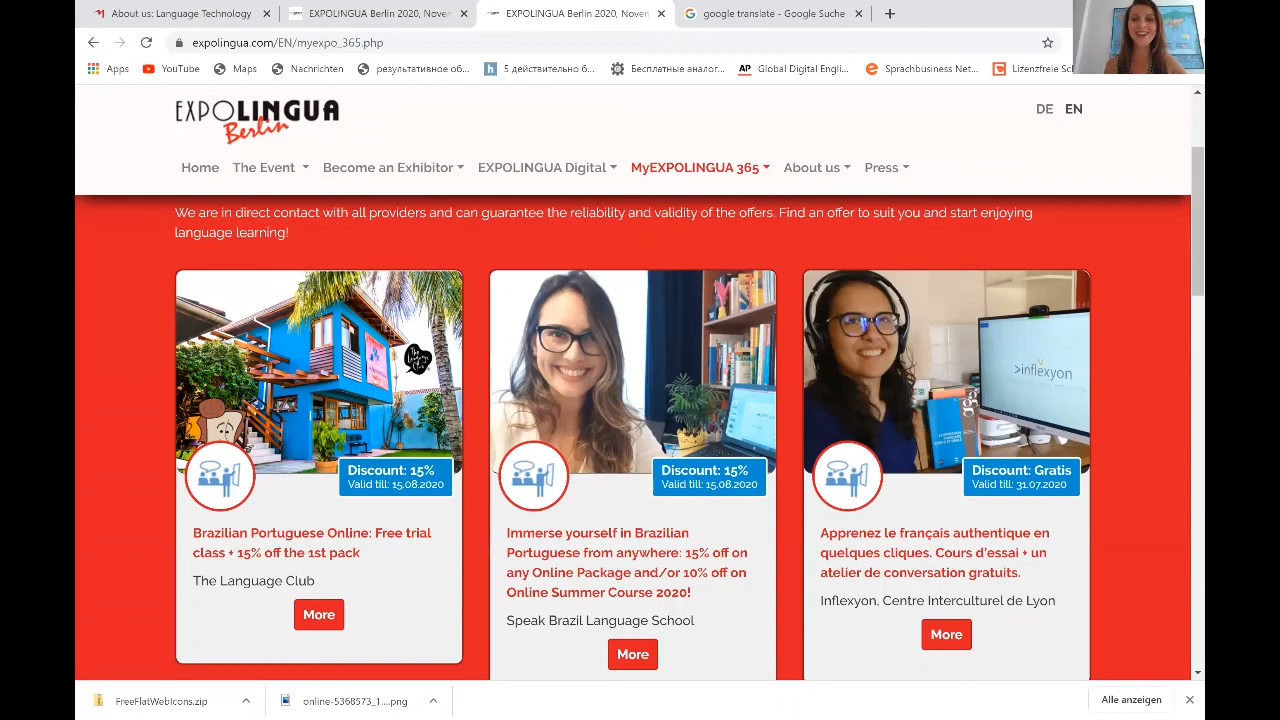 About us: Language Technology
EXPOLINGUA Berlin 2020, Noven
EXPOLINGUA Berlin 2020, Noven
google translate - Google Suche
expolingua.com/EN/myexpo_365.php
Apps
YouTube
Maps
Nachrichten
результативное об...
5 действительно б...
Бесплатные аналог...
AP
Global Digital Engli...
Sprachbusiness Net...
Lizenzfreie Sc
EXPOLINGUA
Berlin
DE EN
Home The Event Become an Exhibitor EXPOLINGUA Digital MyEXPOLINGUA 365 About us Press
We are in direct contact with all providers and can guarantee the reliability and validity of the offers. Find an offer to suit you and start enjoying
language learning!
The
Language
Club
Discount: 15%
Valid till: 15.08.2020
Brazilian Portuguese Online: Free trial
class + 15% off the 1st pack
The Language Club
More
Discount: 15%
Valid till: 15.08.2020
Immerse yourself in Brazilian
Portuguese from anywhere: 15% off on
any Online Package and/or 10% off on
Online Summer Course 2020!
Speak Brazil Language School
More
>inflexyon
Discount: Gratis
Valid till: 31.07.2020
Apprenez le français authentique en
quelques cliques. Cours d'essai + un
atelier de conversation gratuits.
Inflexyon, Centre Interculturel de Lyon
More
FreeFlatWebIcons.zip
online-5368573_1....png
Alle anzeigen